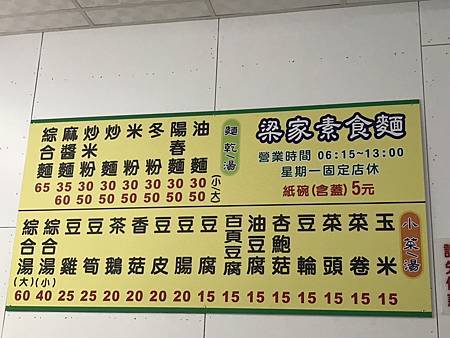 梁家素食麵
營業時間 06:15~13:00
星期一固定店休
紙碗(含蓋) 5元
麵 乾/湯
(小/大)
油麵 30 50
陽春麵 30 50
冬粉 30 50
米粉 30 50
炒麵 30 50
炒米粉 30 50
麻醬麵 35 60
綜合麵 65
小菜/湯
玉米 15
菜卷 15
菜頭 15
豆輪 15
杏鮑菇 15
油豆腐 15
百頁豆腐 15
豆腐 15
豆腸 20
豆皮 20
香菇 20
茶鵝 20
豆筍 25
豆雞 25
綜合湯(小) 40
綜合湯(大) 60